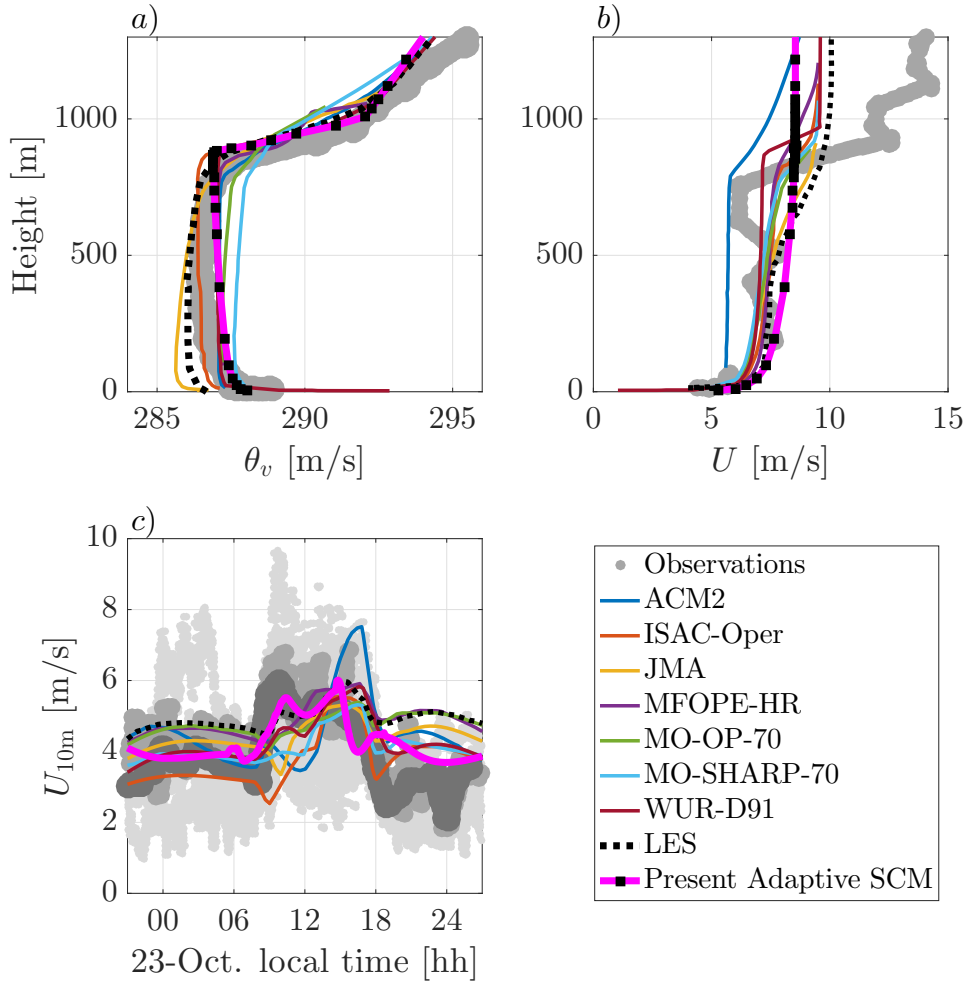 a)
b)
Height [m]
1000
500
0
285
290
295
θv [m/s]
1000
500
0
0
5
10
15
U [m/s]
c)
U10m [m/s]
10
8
6
4
2
0
00
06
12
18
24
23-Oct. local time [hh]
Observations
ACM2
ISAC-Oper
JMA
MFOPE-HR
MO-OP-70
MO-SHARP-70
WUR-D91
LES
Present Adaptive SCM